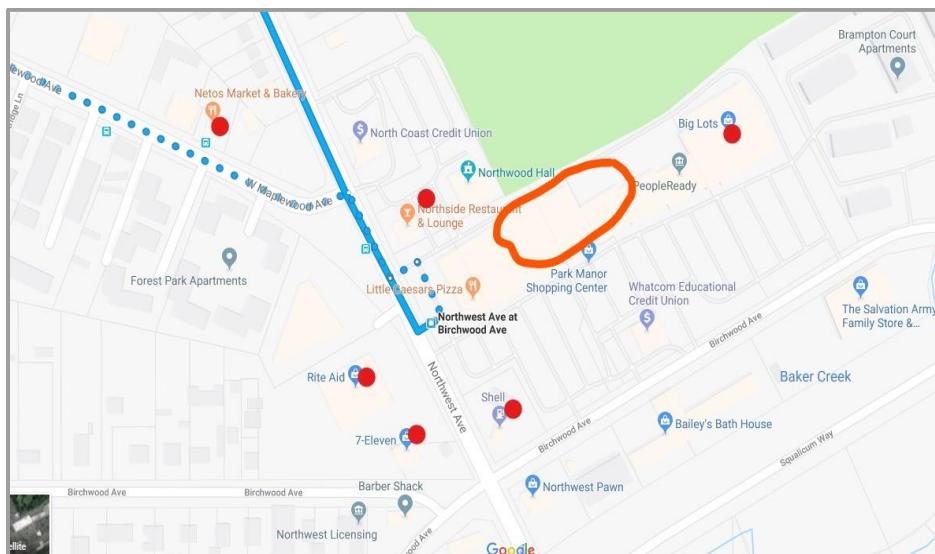 Brampton Court
Apartments
plewood Ave
Netos Market & Bakery
North Coast Credit Union
Big Lots
Northwood Hall
PeopleReady
W Maplewood Ave
Northside Restaurant
& Lounge
Forest Park Apartments
Park Manor
Shopping Center
Little Caesars Pizza
Whatcom Educational
Credit Union
The Salvation Army
Family Store &...
Northwest Ave at
Birchwood Ave
Birchwood Ave
Rite Aid
Northwest Ave
Shell
Baker Creek
Bailey's Bath House
7-Eleven
Birchwood Ave
Squalicum Way
Barber Shack
Northwest Pawn
Birchwood Ave
Birchwood Ave
Northwest Licensing
Birchwood Ave
Google